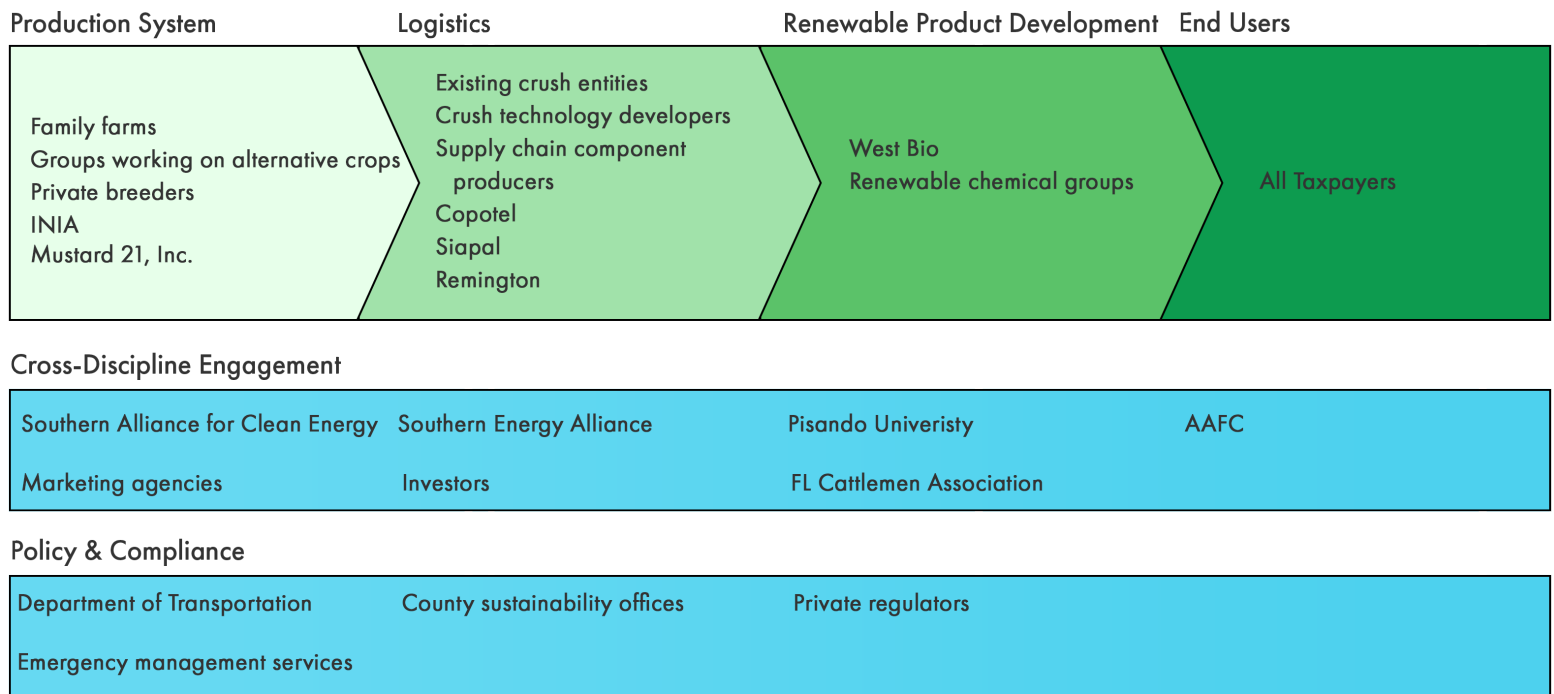 Production System
Logistics
Renewable Product Development
End Users
Family farms
Groups working on alternative crops
Private breeders
INIA
Mustard 21, Inc.
Existing crush entities
Crush technology developers
Supply chain component
producers
Copotel
Siapal
Remington
West Bio
Renewable chemical groups
All Taxpayers
Cross-Discipline Engagement
Southern Alliance for Clean Energy
Southern Energy Alliance
Pisando Univeristy
AAFC
Marketing agencies
Investors
FL Cattlemen Association
Policy & Compliance
Department of Transportation
County sustainability offices
Private regulators
Emergency management services